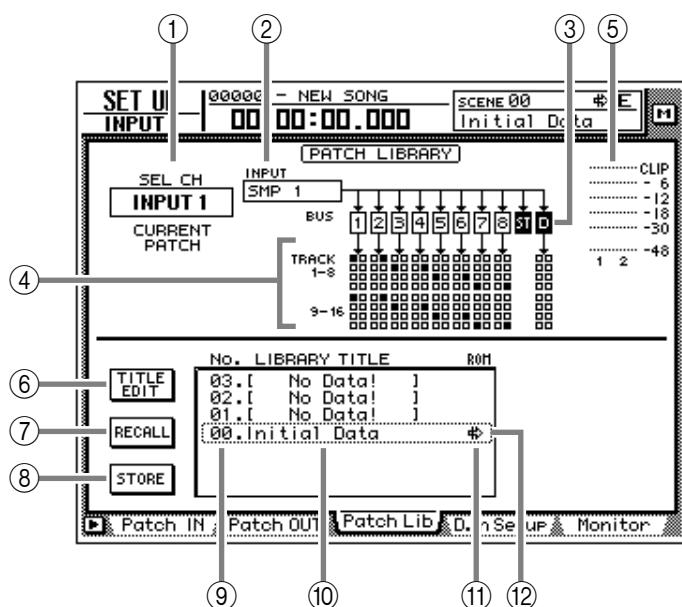 ① ② ③ ⑤
SET U 00000 - NEW SONG SCENE 00 E
INPUT 00:00:00.000 Initial Data M
PATCH LIBRARY
INPUT
SEL CH SMP 1
INPUT 1
BUS 1 2 3 4 5 6 7 8 ST D
CURRENT
PATCH
CLIP
- 6
-12
-18
-30
-48
1 2
④
TRACK
1-8
9-16
No. LIBRARY TITLE ROM
⑥ TITLE
EDIT
03.[ No Data! ]
02.[ No Data! ]
⑦ RECALL
01.[ No Data! ]
00.Initial Data
⑧ STORE
Patch IN Patch OUT Patch Lib D.in Setup Monitor
⑨ ⑩ ⑪ ⑫